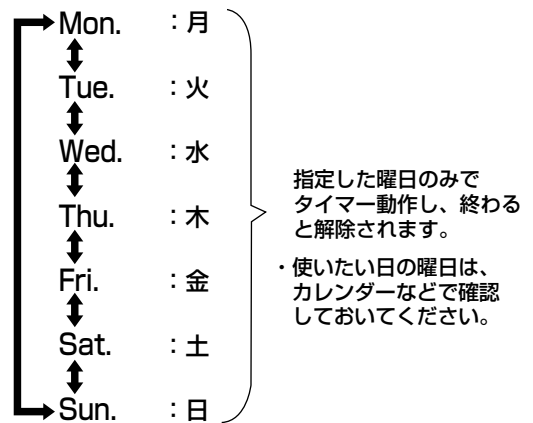 Mon. ：月
Tue. ：火
Wed. ：水
Thu. ：木
Fri. ：金
Sat. ：土
Sun. ：日
指定した曜日のみで
タイマー動作し、終わる
と解除されます。
・使いたい日の曜日は、
カレンダーなどで確認
しておいてください。